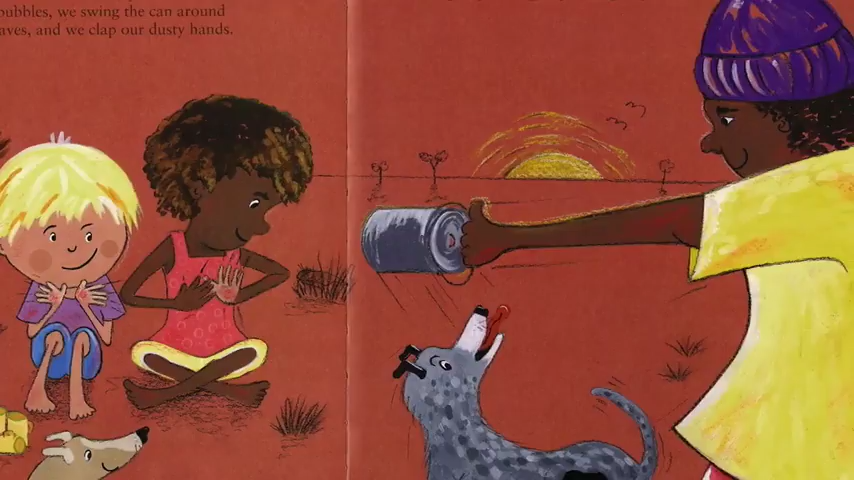 bubbles, we swing the can around
aves, and we clap our dusty hands.